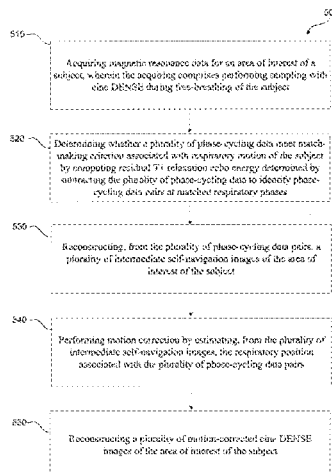 50
510
Acquiring magnetic resonance data for an area of interest of a
subject, wherein the acquiring comprises performing sampling with
cine DENSE during free-breathing of the subject
520
Determining whether a plurality of phase-cycling data meet match-
making criterion associated with respiratory motion of the subject
by computing residual T1 relaxation echo energy determined by
subtracting the plurality of phase-cycling data to identify phase-
cycling data pairs at matched respiratory phases
530
Reconstructing, from the plurality of phase-cycling data pairs, a
plurality of intermediate self-navigation images of the area of
interest of the subject
540
Performing motion correction by estimating, from the plurality of
intermediate self-navigation images, the respiratory position
associated with the plurality of phase-cycling data pairs
550
Reconstructing a plurality of motion-corrected cine DENSE
images of the area of interest of the subject